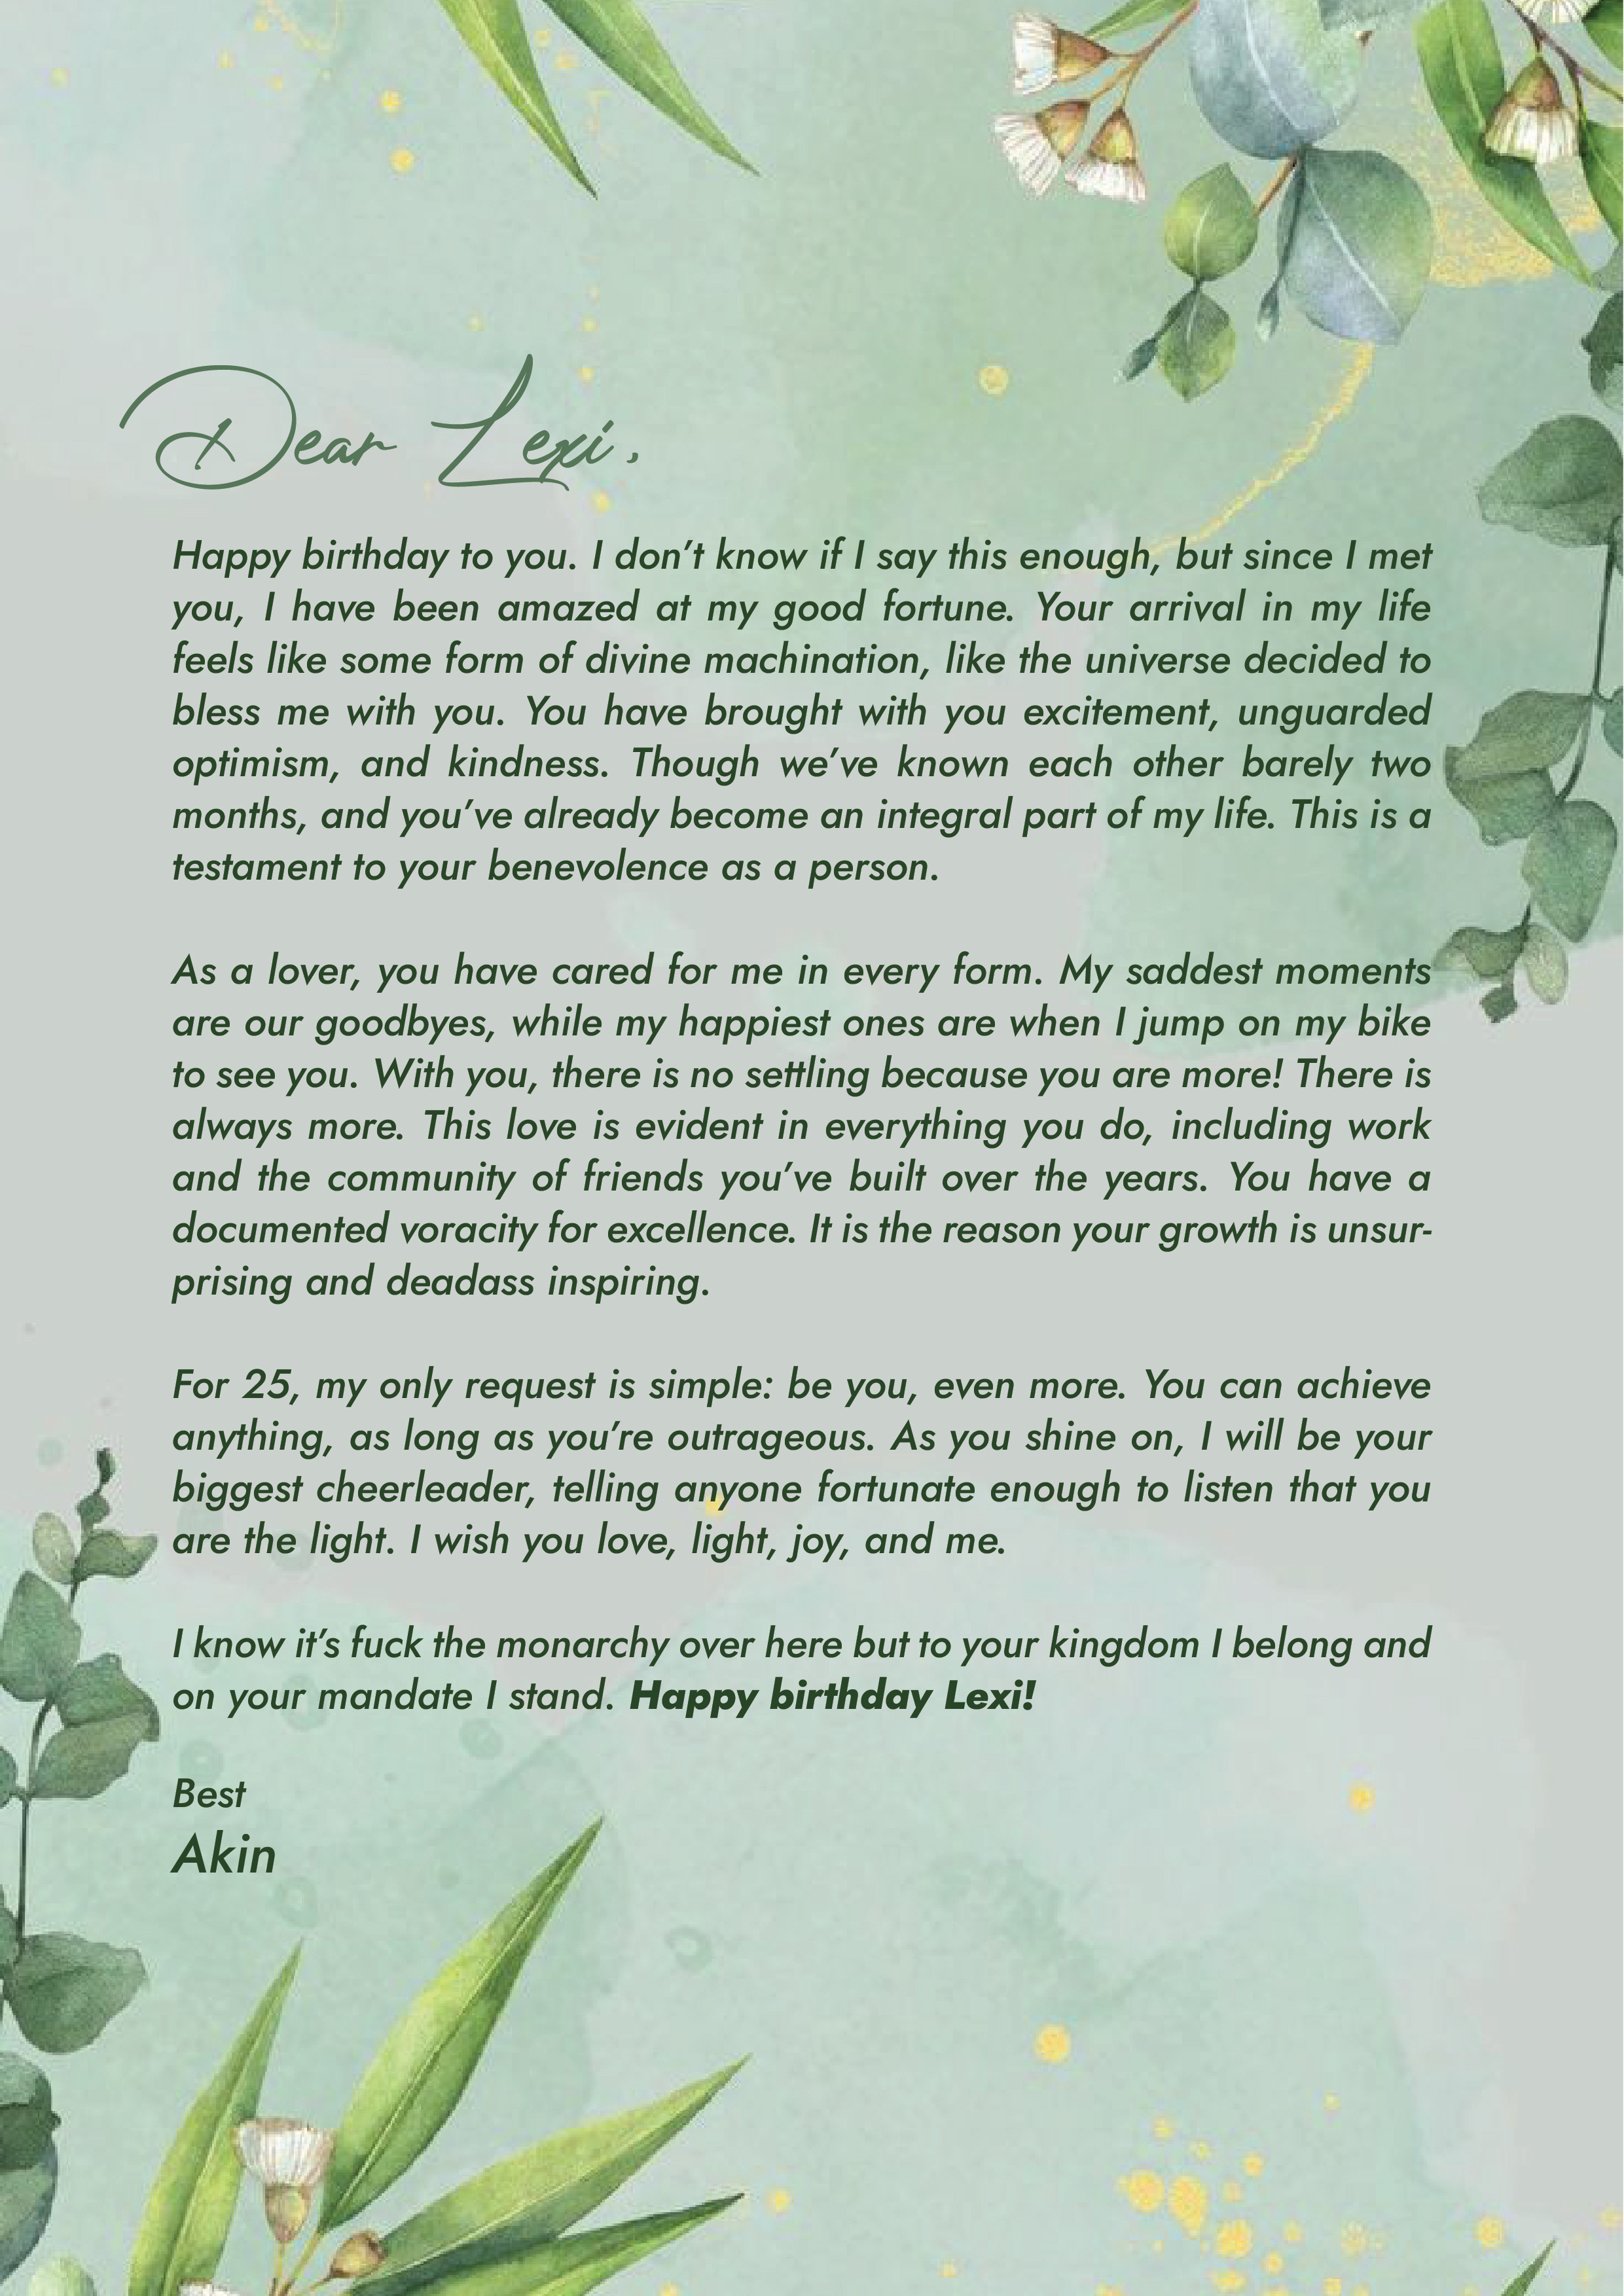 Dear Lexi,
Happy birthday to you. I don’t know if I say this enough, but since I met
you, I have been amazed at my good fortune. Your arrival in my life
feels like some form of divine machination, like the universe decided to
bless me with you. You have brought with you excitement, unguarded
optimism, and kindness. Though we’ve known each other barely two
months, and you’ve already become an integral part of my life. This is a
testament to your benevolence as a person.
As a lover, you have cared for me in every form. My saddest moments
are our goodbyes, while my happiest ones are when I jump on my bike
to see you. With you, there is no settling because you are more! There is
always more. This love is evident in everything you do, including work
and the community of friends you’ve built over the years. You have a
documented voracity for excellence. It is the reason your growth is unsur-
prising and deadass inspiring.
For 25, my only request is simple: be you, even more. You can achieve
anything, as long as you’re outrageous. As you shine on, I will be your
biggest cheerleader, telling anyone fortunate enough to listen that you
are the light. I wish you love, light, joy, and me.
I know it’s fuck the monarchy over here but to your kingdom I belong and
on your mandate I stand. Happy birthday Lexi!
Best
Akin